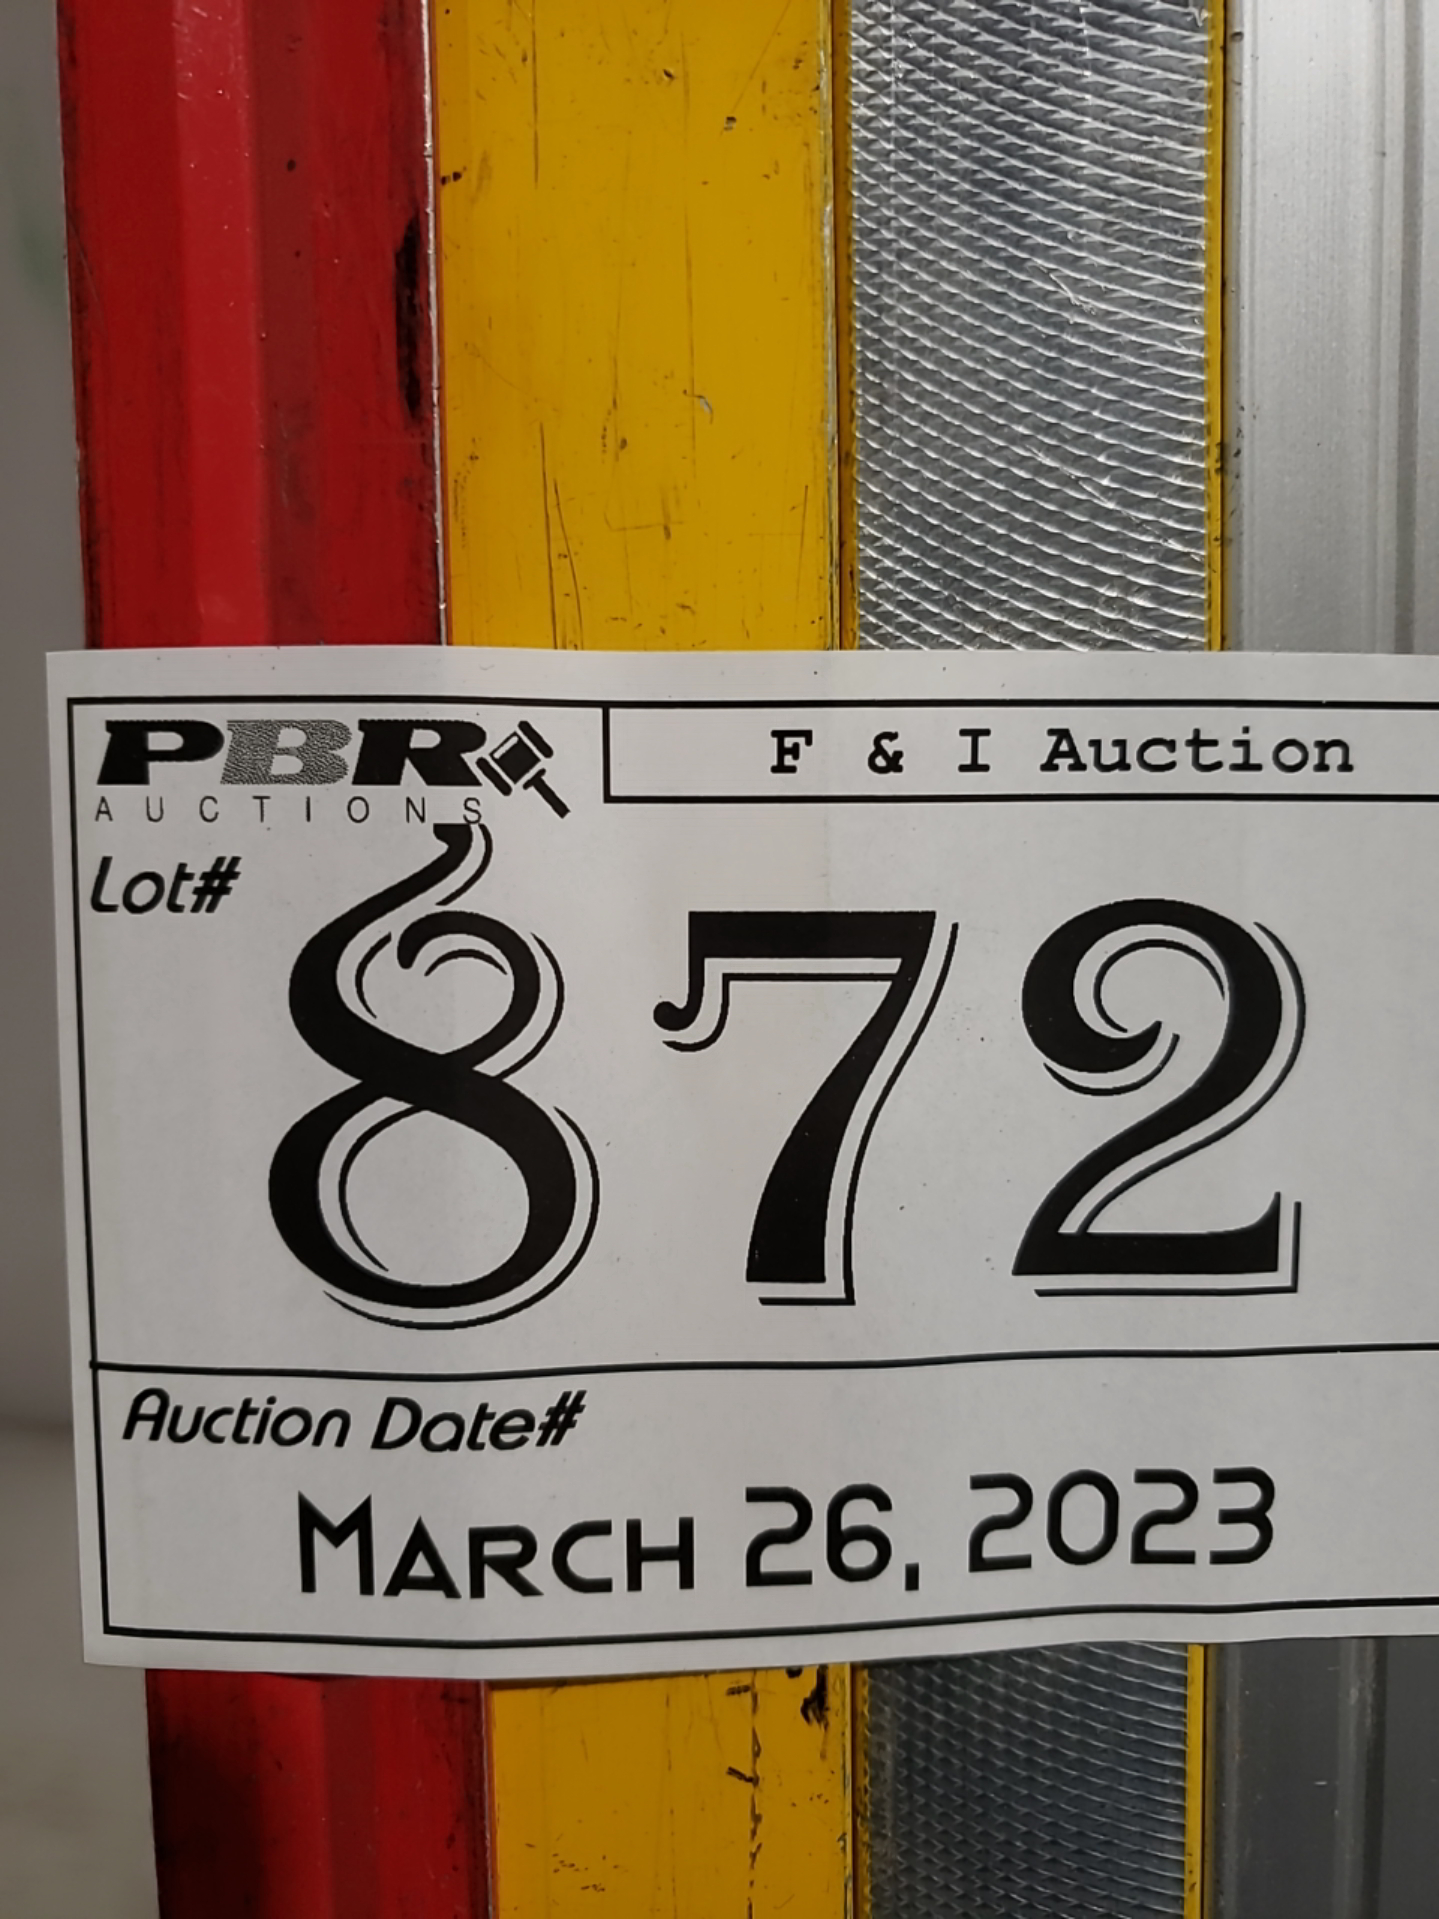 PBR
AUCTIONS
F & I Auction
Lot#
872
Auction Date#
MARCH 26, 2023